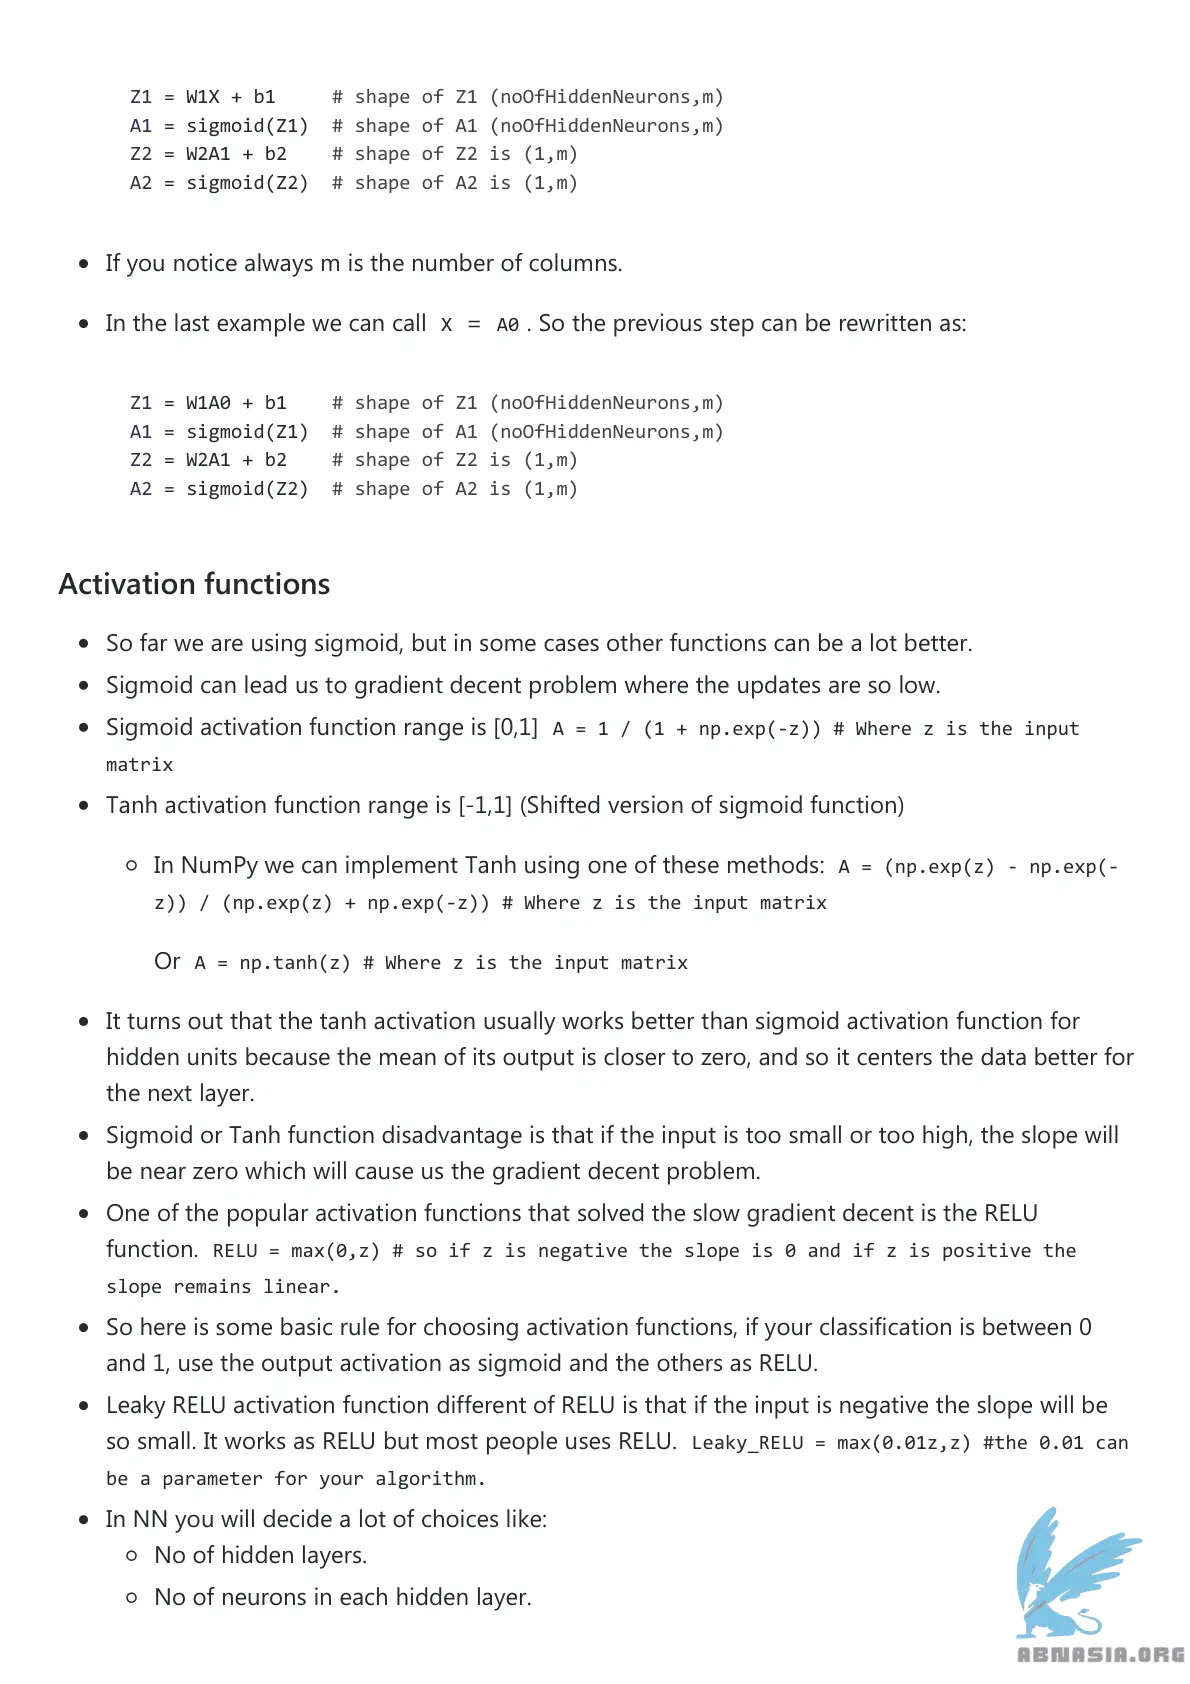 Z1 = W1X + b1     # shape of Z1 (noOfHiddenNeurons,m)
A1 = sigmoid(Z1)  # shape of A1 (noOfHiddenNeurons,m)
Z2 = W2A1 + b2    # shape of Z2 is (1,m)
A2 = sigmoid(Z2)  # shape of A2 is (1,m)
• If you notice always m is the number of columns.
• In the last example we can call X = A0 . So the previous step can be rewritten as:
Z1 = W1A0 + b1    # shape of Z1 (noOfHiddenNeurons,m)
A1 = sigmoid(Z1)  # shape of A1 (noOfHiddenNeurons,m)
Z2 = W2A1 + b2    # shape of Z2 is (1,m)
A2 = sigmoid(Z2)  # shape of A2 is (1,m)
Activation functions
• So far we are using sigmoid, but in some cases other functions can be a lot better.
• Sigmoid can lead us to gradient decent problem where the updates are so low.
• Sigmoid activation function range is [0,1] A = 1 / (1 + np.exp(-z)) # Where z is the input
matrix
• Tanh activation function range is [-1,1] (Shifted version of sigmoid function)
○ In NumPy we can implement Tanh using one of these methods: A = (np.exp(z) - np.exp(-
z)) / (np.exp(z) + np.exp(-z)) # Where z is the input matrix
Or A = np.tanh(z) # Where z is the input matrix
• It turns out that the tanh activation usually works better than sigmoid activation function for
hidden units because the mean of its output is closer to zero, and so it centers the data better for
the next layer.
• Sigmoid or Tanh function disadvantage is that if the input is too small or too high, the slope will
be near zero which will cause us the gradient decent problem.
• One of the popular activation functions that solved the slow gradient decent is the RELU
function. RELU = max(0,z) # so if z is negative the slope is 0 and if z is positive the
slope remains linear.
• So here is some basic rule for choosing activation functions, if your classification is between 0
and 1, use the output activation as sigmoid and the others as RELU.
• Leaky RELU activation function different of RELU is that if the input is negative the slope will be
so small. It works as RELU but most people uses RELU. Leaky_RELU = max(0.01z,z) #the 0.01 can
be a parameter for your algorithm.
• In NN you will decide a lot of choices like:
○ No of hidden layers.
○ No of neurons in each hidden layer.
ABNASIA.ORG